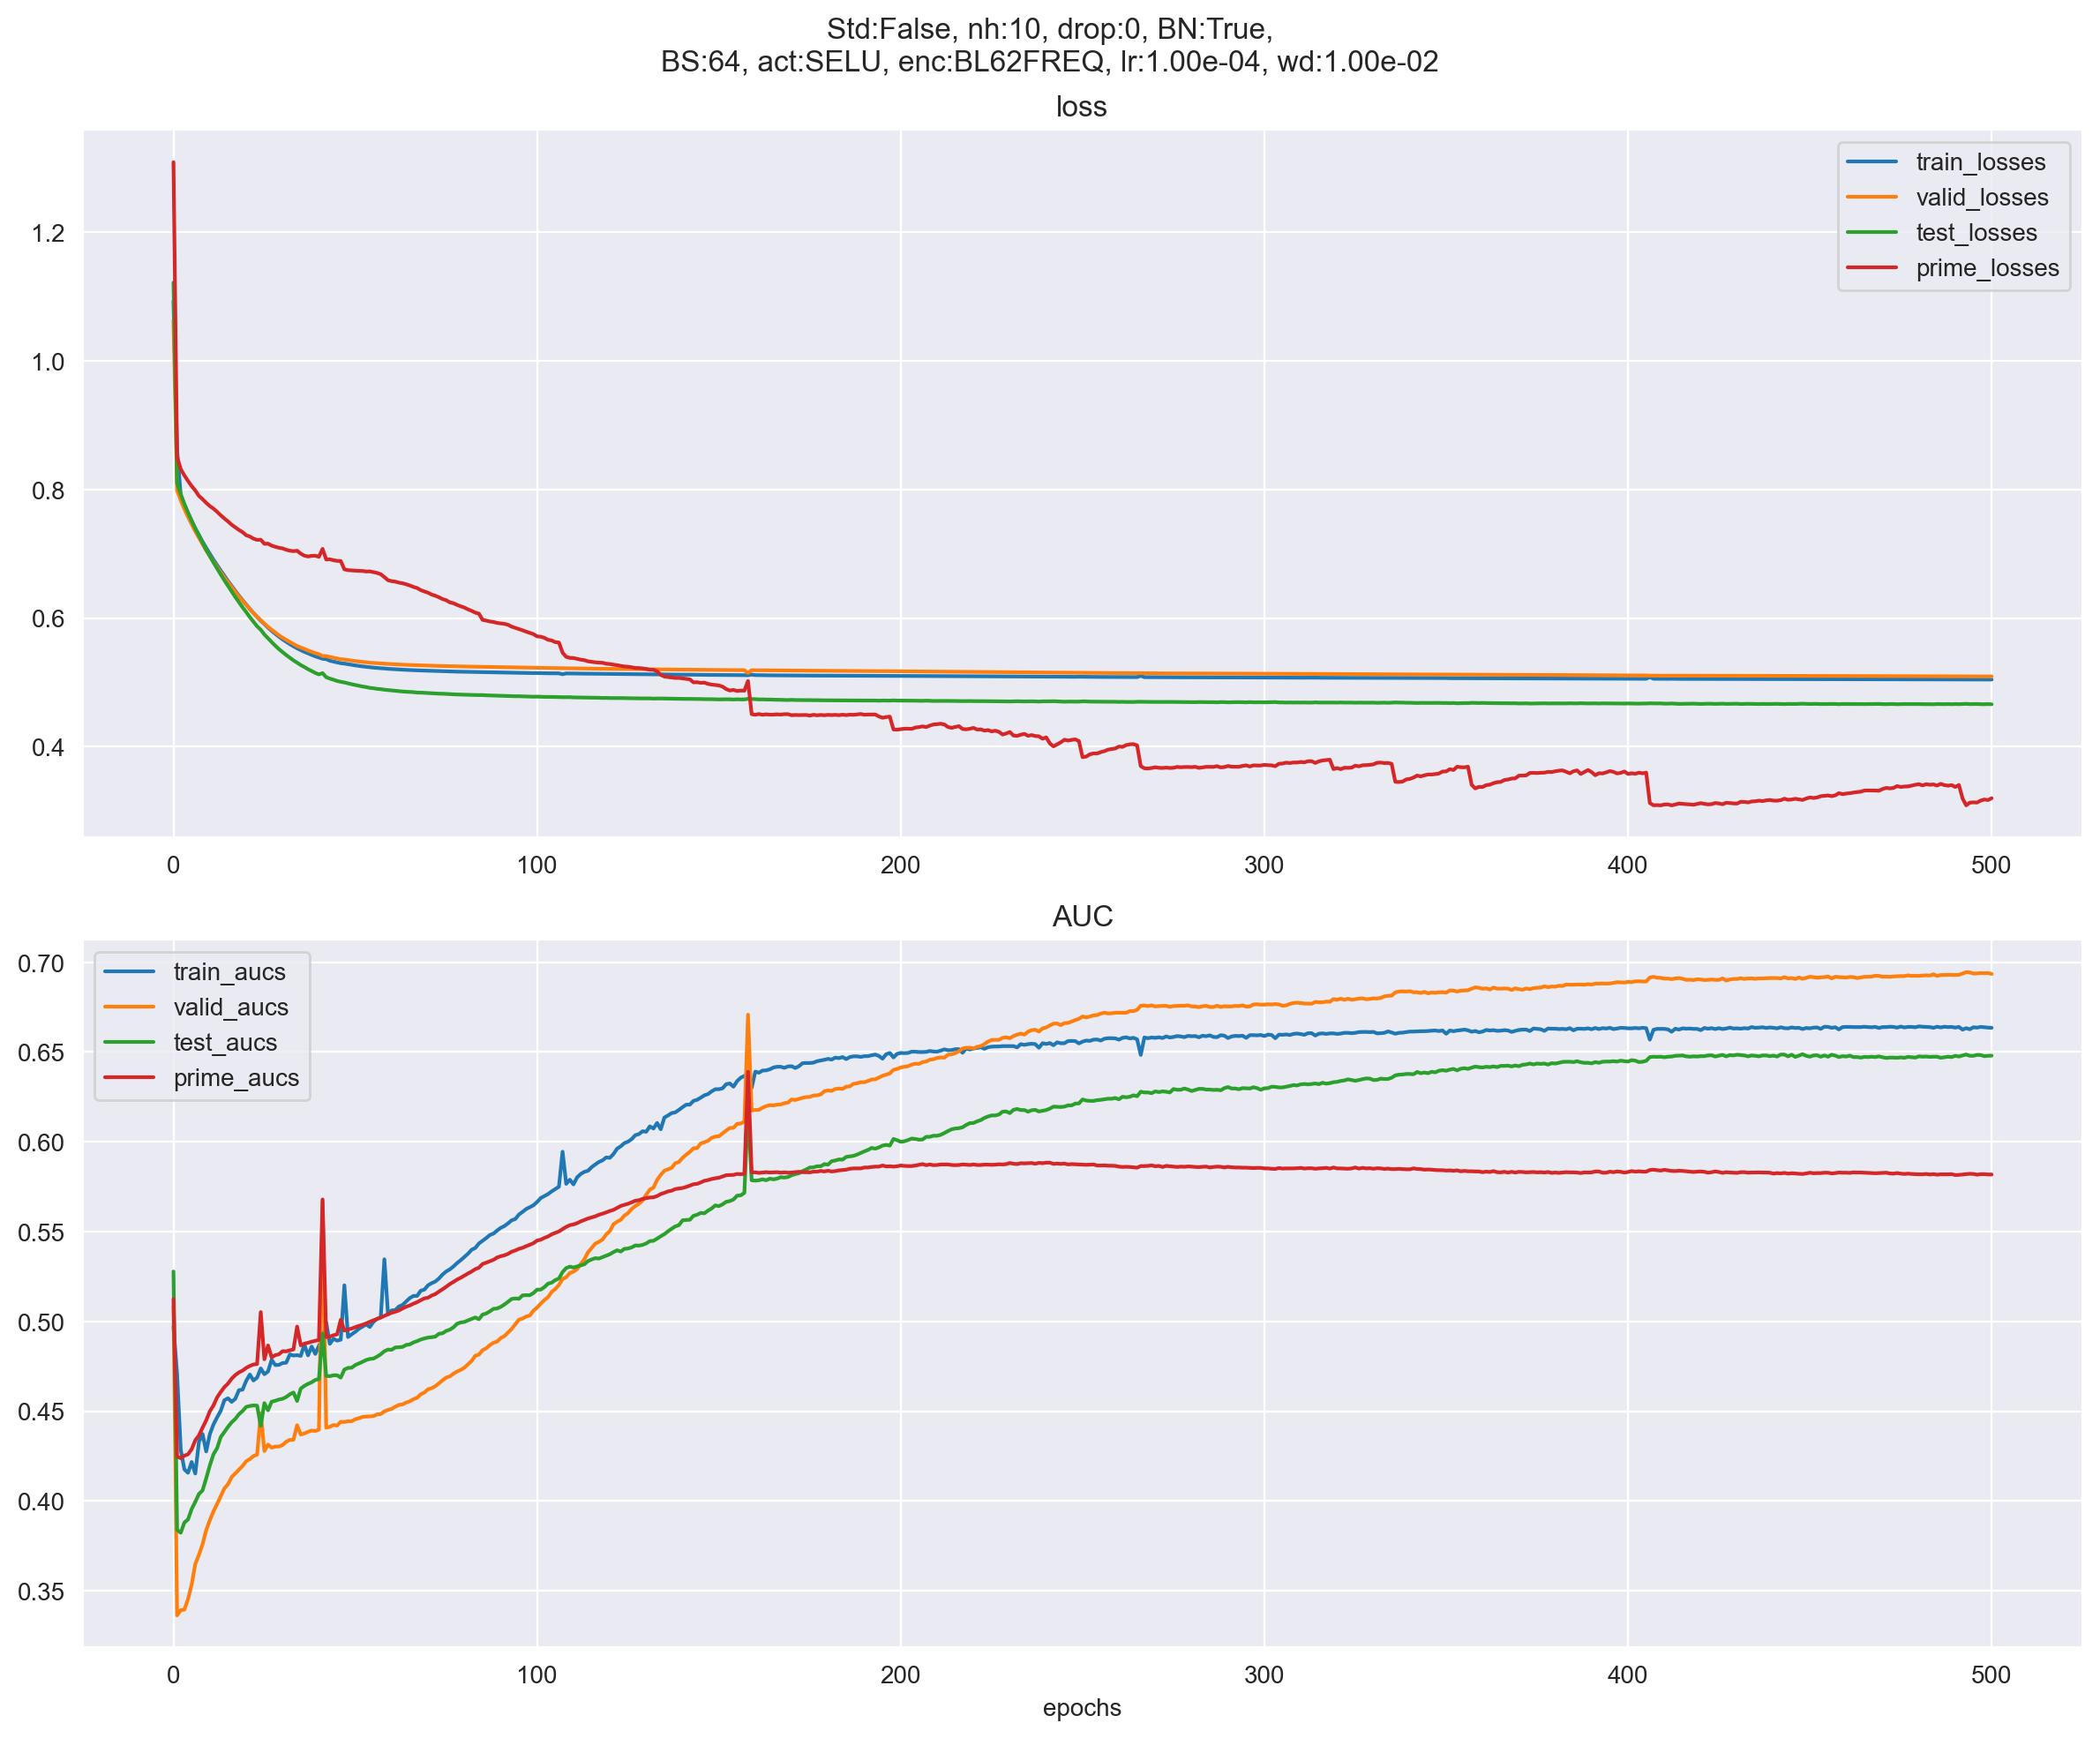 Std:False, nh:10, drop:0, BN:True,
BS:64, act:SELU, enc:BL62FREQ, lr:1.00e-04, wd:1.00e-02
loss
train_losses
valid_losses
test_losses
prime_losses
1.2
1.0
0.8
0.6
0.4
0 100 200 300 400 500
AUC
train_aucs
valid_aucs
test_aucs
prime_aucs
0.70
0.65
0.60
0.55
0.50
0.45
0.40
0.35
0 100 200 300 400 500
epochs